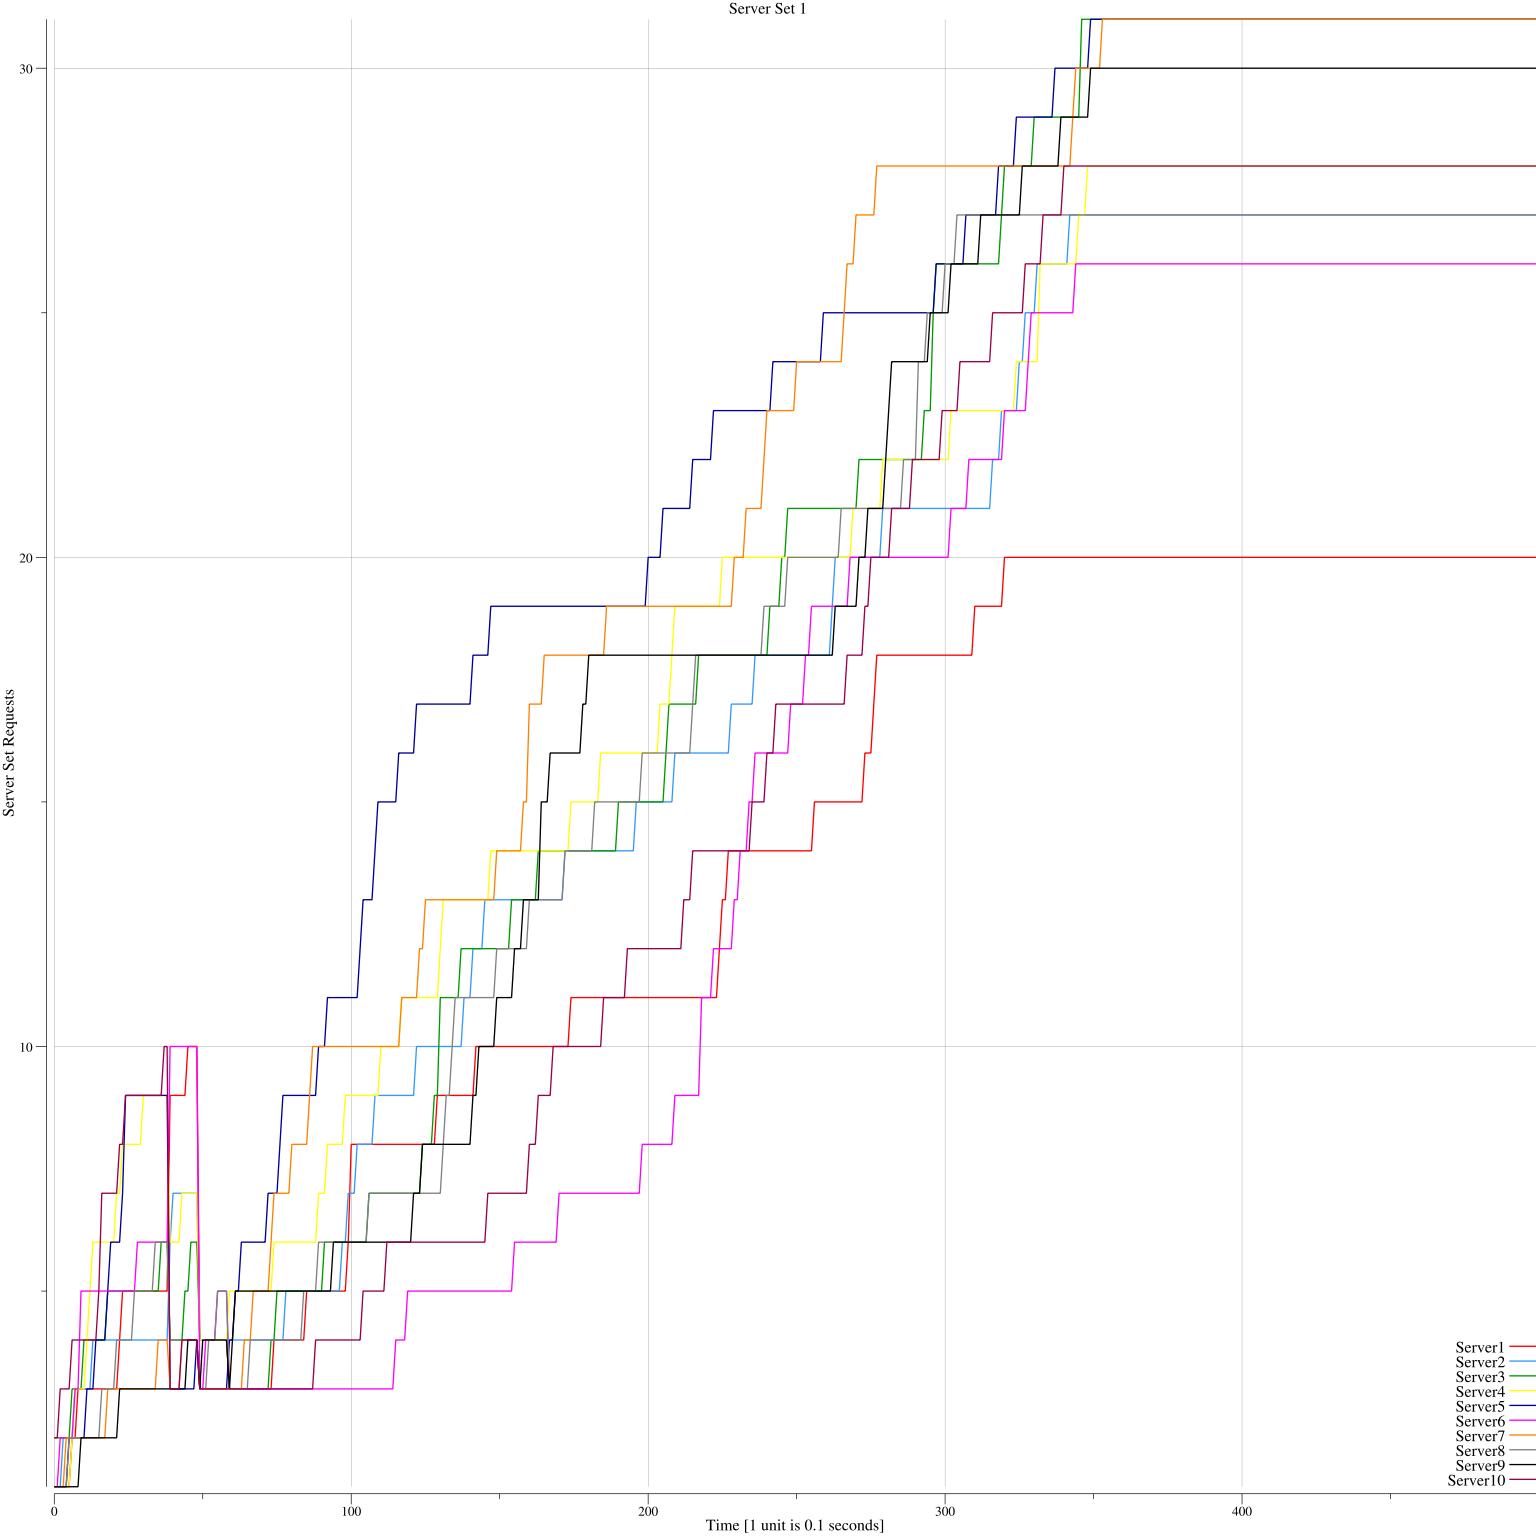 Server Set 1
30
20
10
Server Set Requests
Server1
Server2
Server3
Server4
Server5
Server6
Server7
Server8
Server9
Server10
0 100 200 300 400
Time [1 unit is 0.1 seconds]